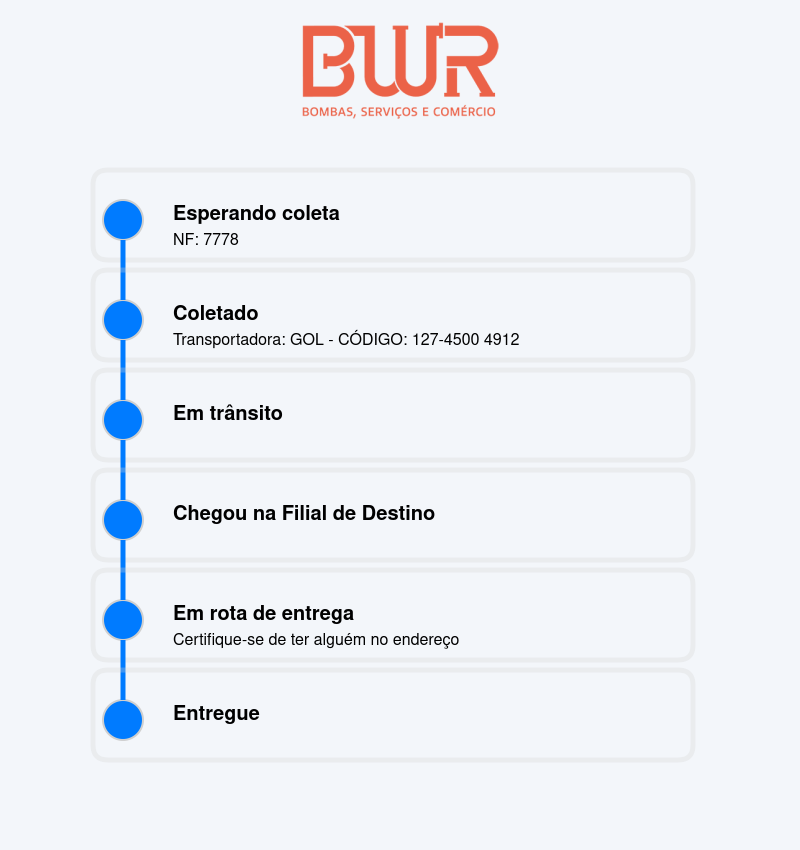 BWR
BOMBAS, SERVIÇOS E COMÉRCIO
Esperando coleta
NF: 7778
Coletado
Transportadora: GOL - CÓDIGO: 127-4500 4912
Em trânsito
Chegou na Filial de Destino
Em rota de entrega
Certifique-se de ter alguém no endereço
Entregue